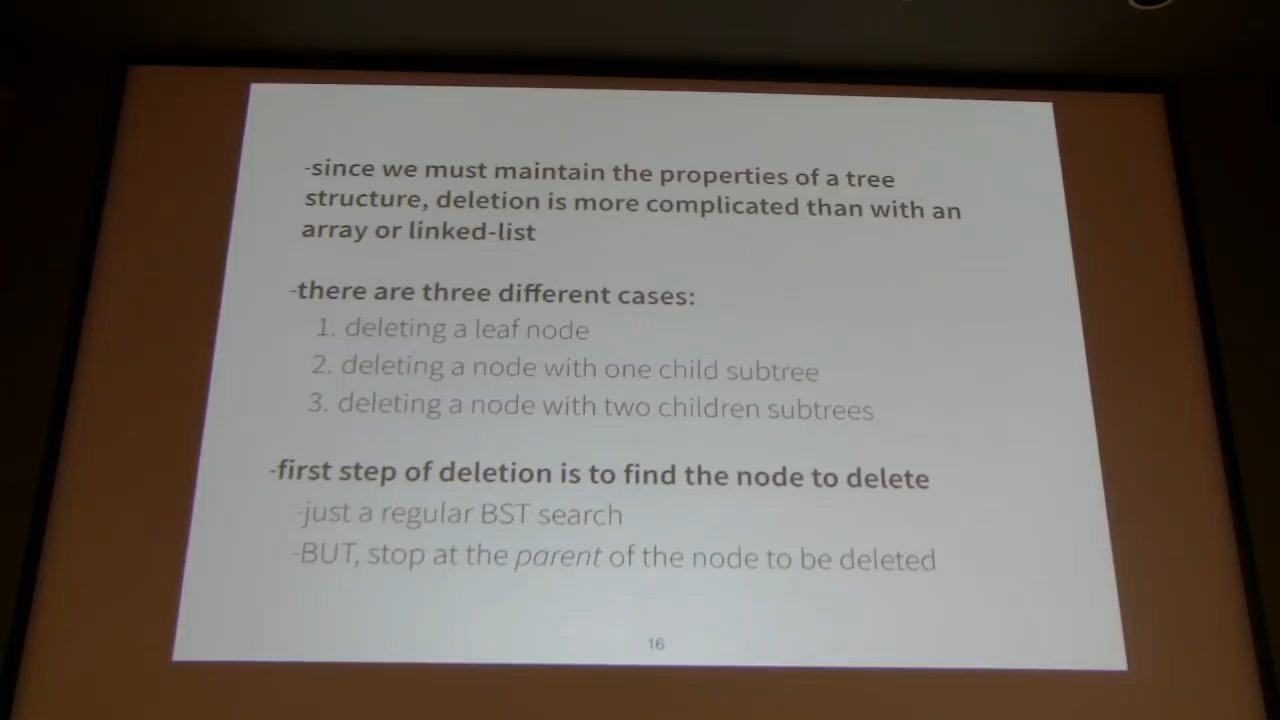 -since we must maintain the properties of a tree
structure, deletion is more complicated than with an
array or linked-list
-there are three different cases:
1. deleting a leaf node
2. deleting a node with one child subtree
3. deleting a node with two children subtrees
-first step of deletion is to find the node to delete
-just a regular BST search
-BUT, stop at the parent of the node to be deleted
16